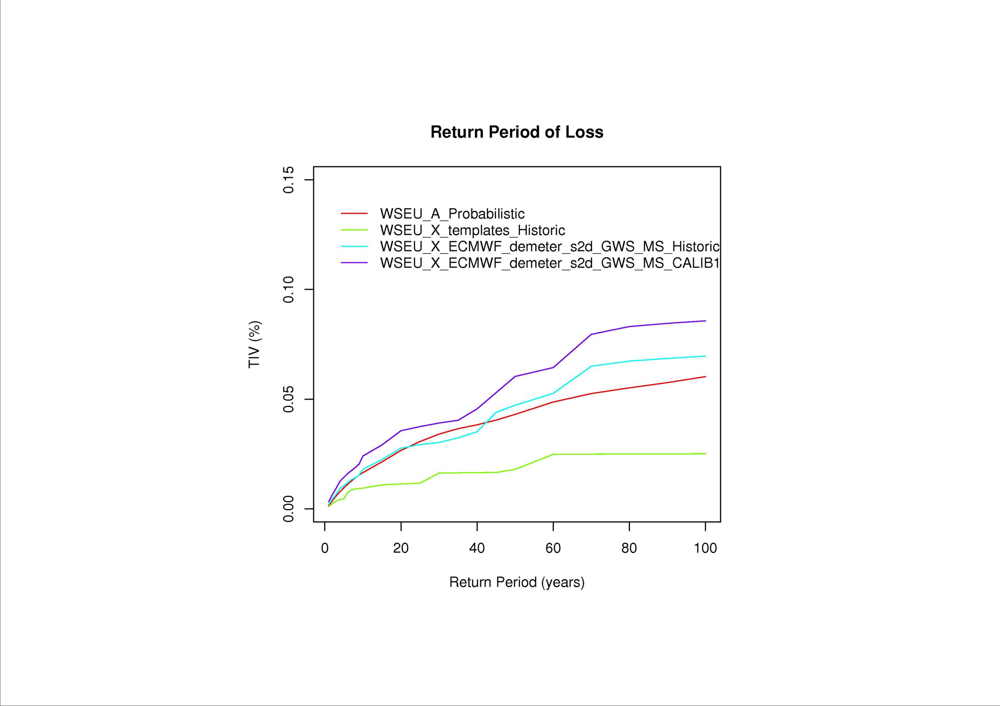 Return Period of Loss
0.15
WSEU_A_Probabilistic
WSEU_X_templates_Historic
WSEU_X_ECMWF_demeter_s2d_GWS_MS_Historic
WSEU_X_ECMWF_demeter_s2d_GWS_MS_CALIB1
0.10
TIV (%)
0.05
0.00
0 20 40 60 80 100
Return Period (years)